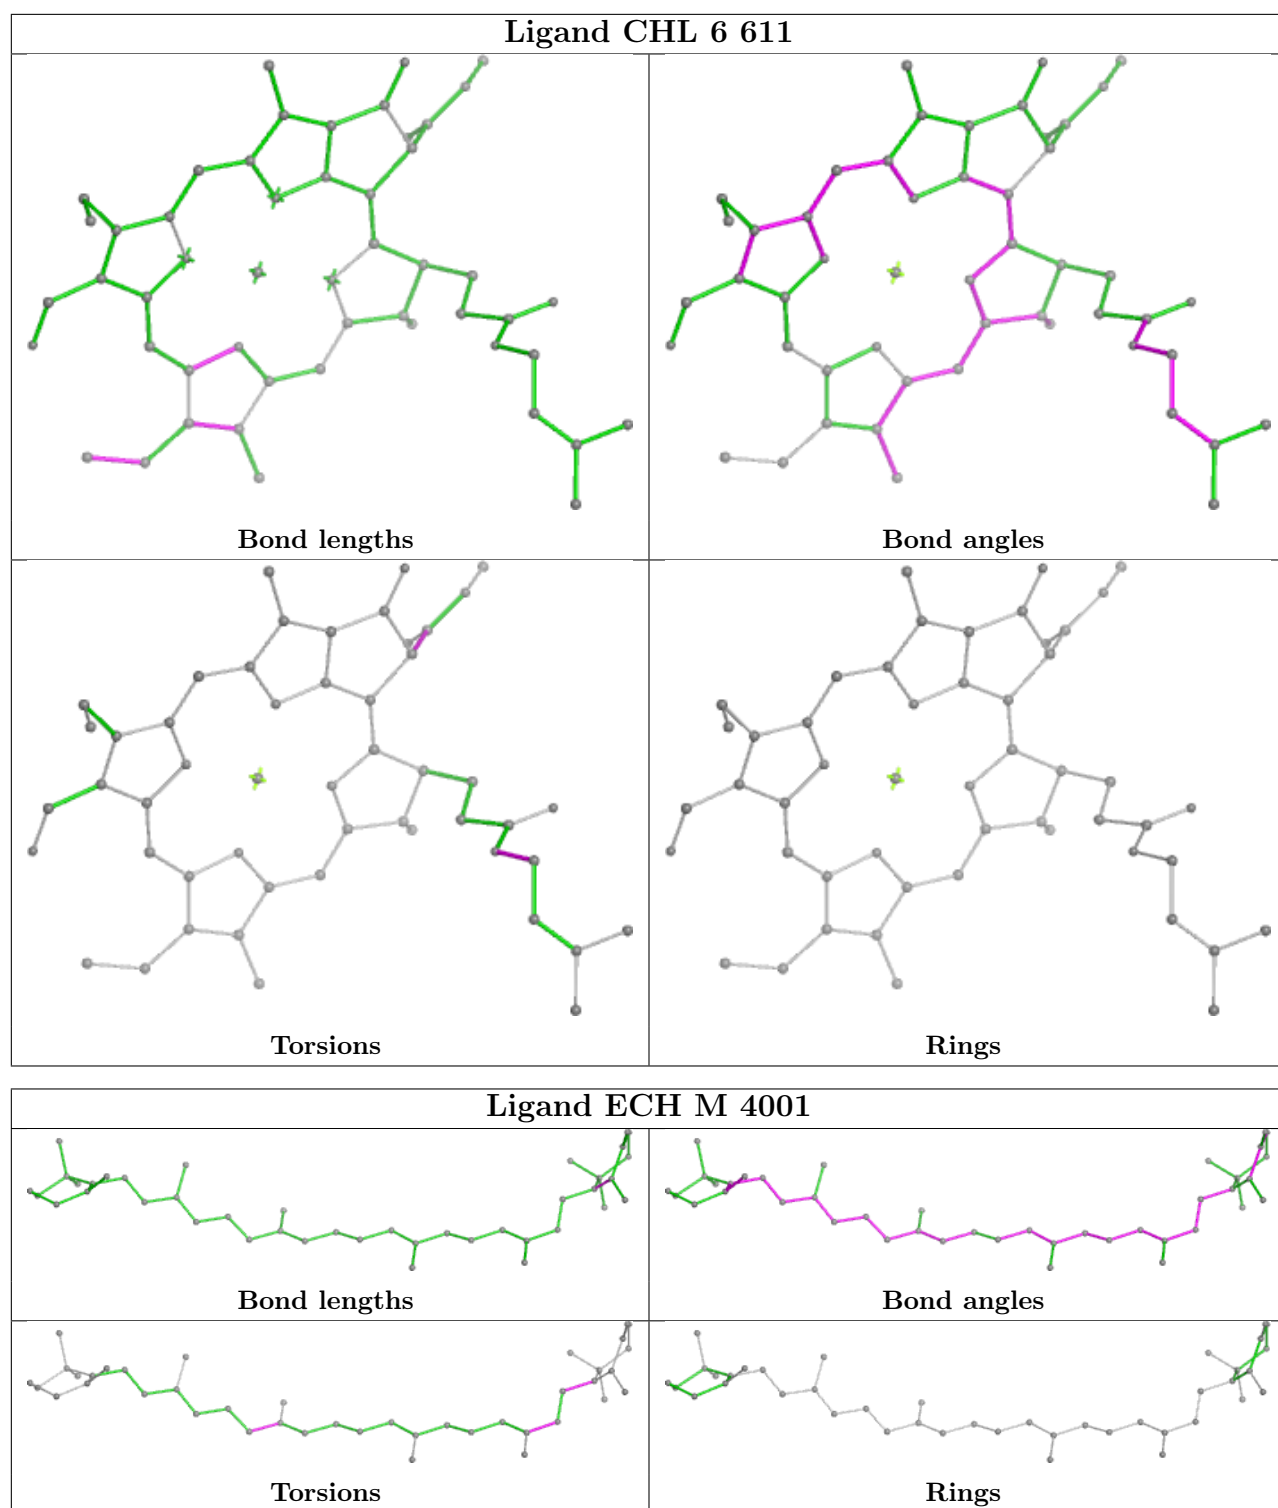 Ligand CHL 6 611
Bond lengths
Bond angles
Torsions
Rings
Ligand ECH M 4001
Bond lengths
Bond angles
Torsions
Rings